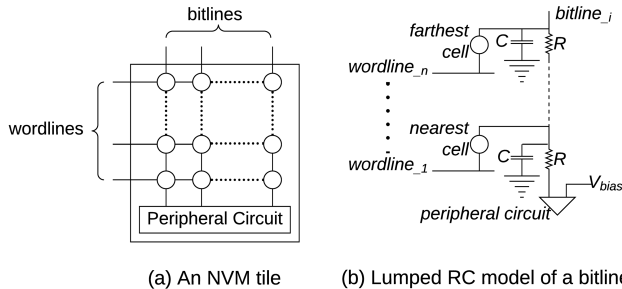 bitlines
wordlines
Peripheral Circuit
(a) An NVM tile
bitline_i
farthest
cell
C
R
wordline_n
nearest
cell
C
R
wordline_1
V_bias
peripheral circuit
(b) Lumped RC model of a bitline